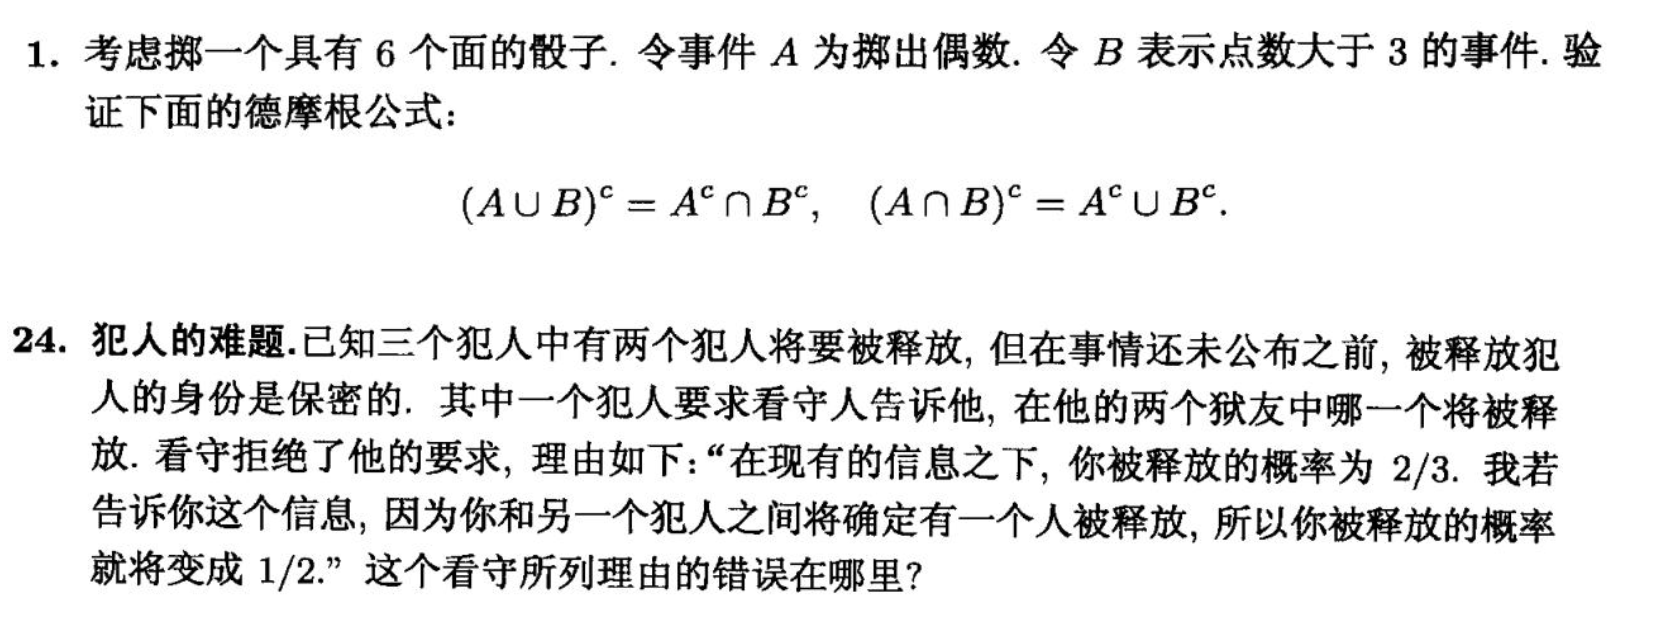 1. 考虑掷一个具有 6 个面的骰子. 令事件 A 为掷出偶数. 令 B 表示点数大于 3 的事件. 验
证下面的德摩根公式:
(A ∪ B)ᶜ = Aᶜ ∩ Bᶜ, (A ∩ B)ᶜ = Aᶜ ∪ Bᶜ.
24. 犯人的难题.已知三个犯人中有两个犯人将要被释放, 但在事情还未公布之前, 被释放犯
人的身份是保密的. 其中一个犯人要求看守人告诉他, 在他的两个狱友中哪一个将被释
放. 看守拒绝了他的要求, 理由如下:“在现有的信息之下, 你被释放的概率为 2/3. 我若
告诉你这个信息, 因为你和另一个犯人之间将确定有一个人被释放, 所以你被释放的概率
就将变成 1/2.” 这个看守所列理由的错误在哪里?